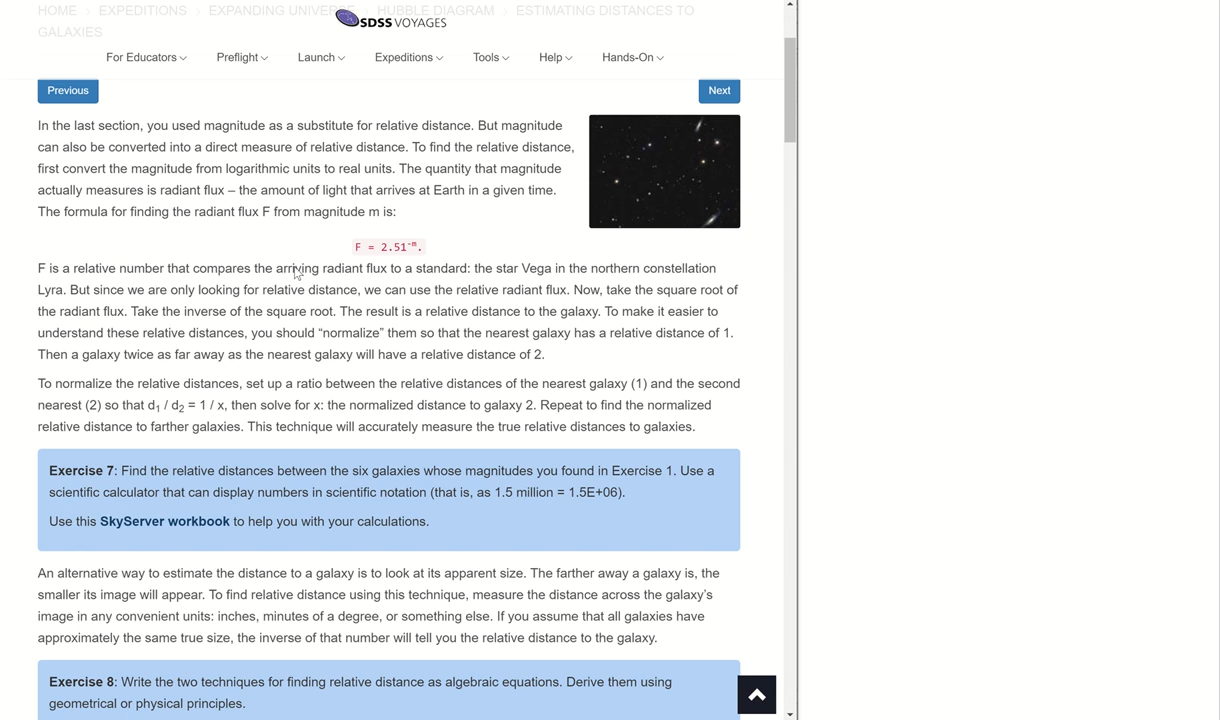 HOME > EXPEDITIONS > EXPANDING UNIVERSE > HUBBLE DIAGRAM > ESTIMATING DISTANCES TO
GALAXIES
SDSS VOYAGES
For Educators Preflight Launch Expeditions Tools Help Hands-On
Previous
Next
In the last section, you used magnitude as a substitute for relative distance. But magnitude
can also be converted into a direct measure of relative distance. To find the relative distance,
first convert the magnitude from logarithmic units to real units. The quantity that magnitude
actually measures is radiant flux – the amount of light that arrives at Earth in a given time.
The formula for finding the radiant flux F from magnitude m is:
F = 2.51⁻ᵐ.
F is a relative number that compares the arriving radiant flux to a standard: the star Vega in the northern constellation
Lyra. But since we are only looking for relative distance, we can use the relative radiant flux. Now, take the square root of
the radiant flux. Take the inverse of the square root. The result is a relative distance to the galaxy. To make it easier to
understand these relative distances, you should “normalize” them so that the nearest galaxy has a relative distance of 1.
Then a galaxy twice as far away as the nearest galaxy will have a relative distance of 2.
To normalize the relative distances, set up a ratio between the relative distances of the nearest galaxy (1) and the second
nearest (2) so that d₁ / d₂ = 1 / x, then solve for x: the normalized distance to galaxy 2. Repeat to find the normalized
relative distance to farther galaxies. This technique will accurately measure the true relative distances to galaxies.
Exercise 7: Find the relative distances between the six galaxies whose magnitudes you found in Exercise 1. Use a
scientific calculator that can display numbers in scientific notation (that is, as 1.5 million = 1.5E+06).
Use this SkyServer workbook to help you with your calculations.
An alternative way to estimate the distance to a galaxy is to look at its apparent size. The farther away a galaxy is, the
smaller its image will appear. To find relative distance using this technique, measure the distance across the galaxy’s
image in any convenient units: inches, minutes of a degree, or something else. If you assume that all galaxies have
approximately the same true size, the inverse of that number will tell you the relative distance to the galaxy.
Exercise 8: Write the two techniques for finding relative distance as algebraic equations. Derive them using
geometrical or physical principles.